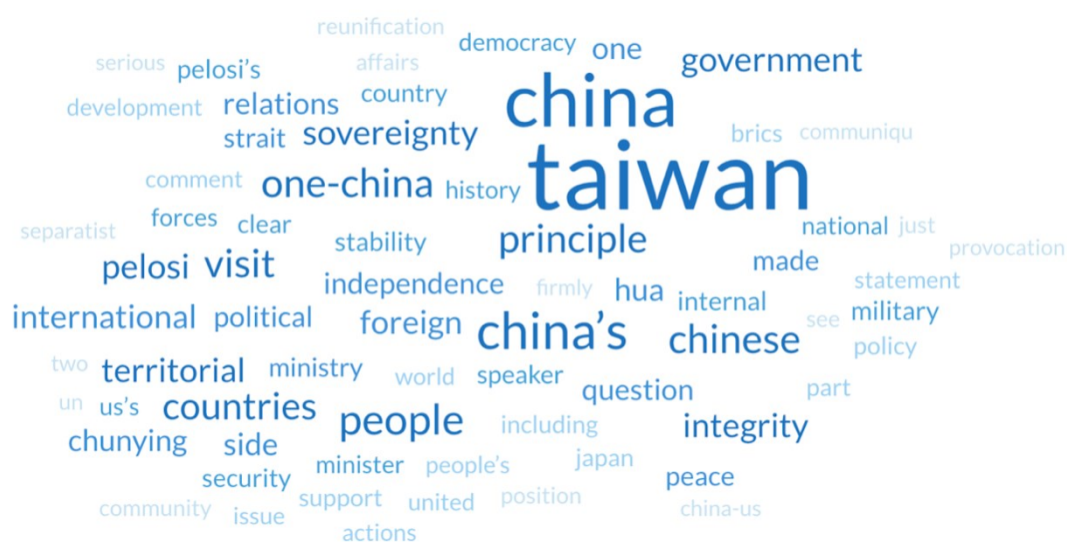 reunification
democracy one
serious pelosi's affairs government
development relations country china
strait sovereignty brics communiqu
comment one-china history taiwan
separatist forces clear national just
stability principle provocation
pelosi visit made
independence firmly hua internal statement
international political foreign china's see military
chinese policy
two territorial ministry world speaker question part
un us's countries people including integrity
chunying side
security minister people's japan peace
community issue support united position china-us
actions